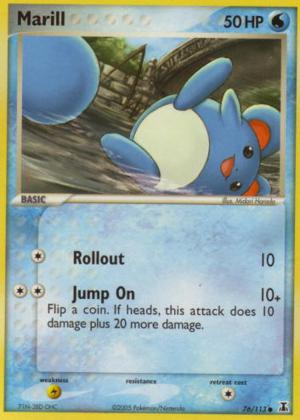 Marill 50 HP
BASIC
Illus. Midori Harada
Rollout 10
Jump On 10+
Flip a coin. If heads, this attack does 10
damage plus 20 more damage.
weakness resistance retreat cost
©2005 Pokémon/Nintendo
76/113